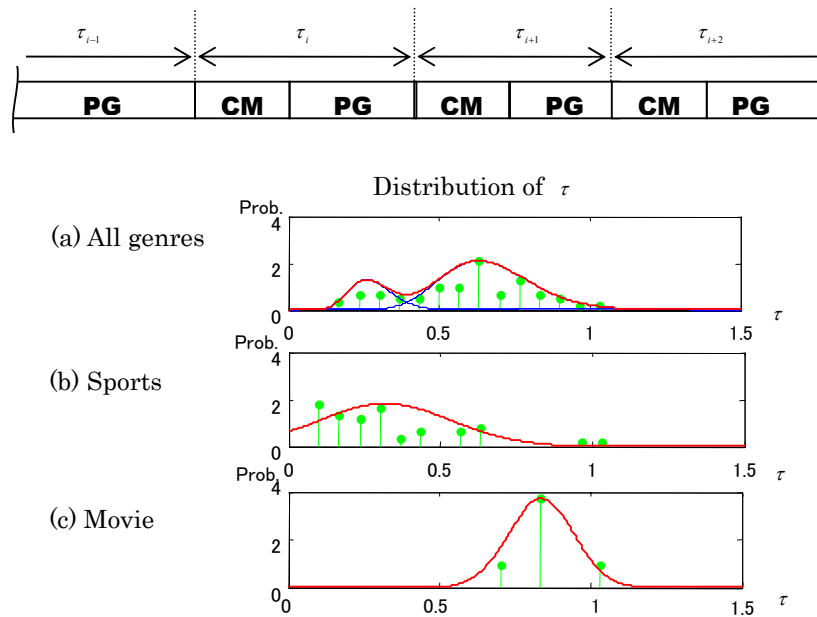 τi−1 τi τi+1 τi+2
PG CM PG CM PG CM PG
Distribution of τ
(a) All genres
Prob.
4
2
0
0 0.5 1 1.5 τ
(b) Sports
Prob.
4
2
0
0 0.5 1 1.5 τ
(c) Movie
Prob.
4
2
0
0 0.5 1 1.5 τ